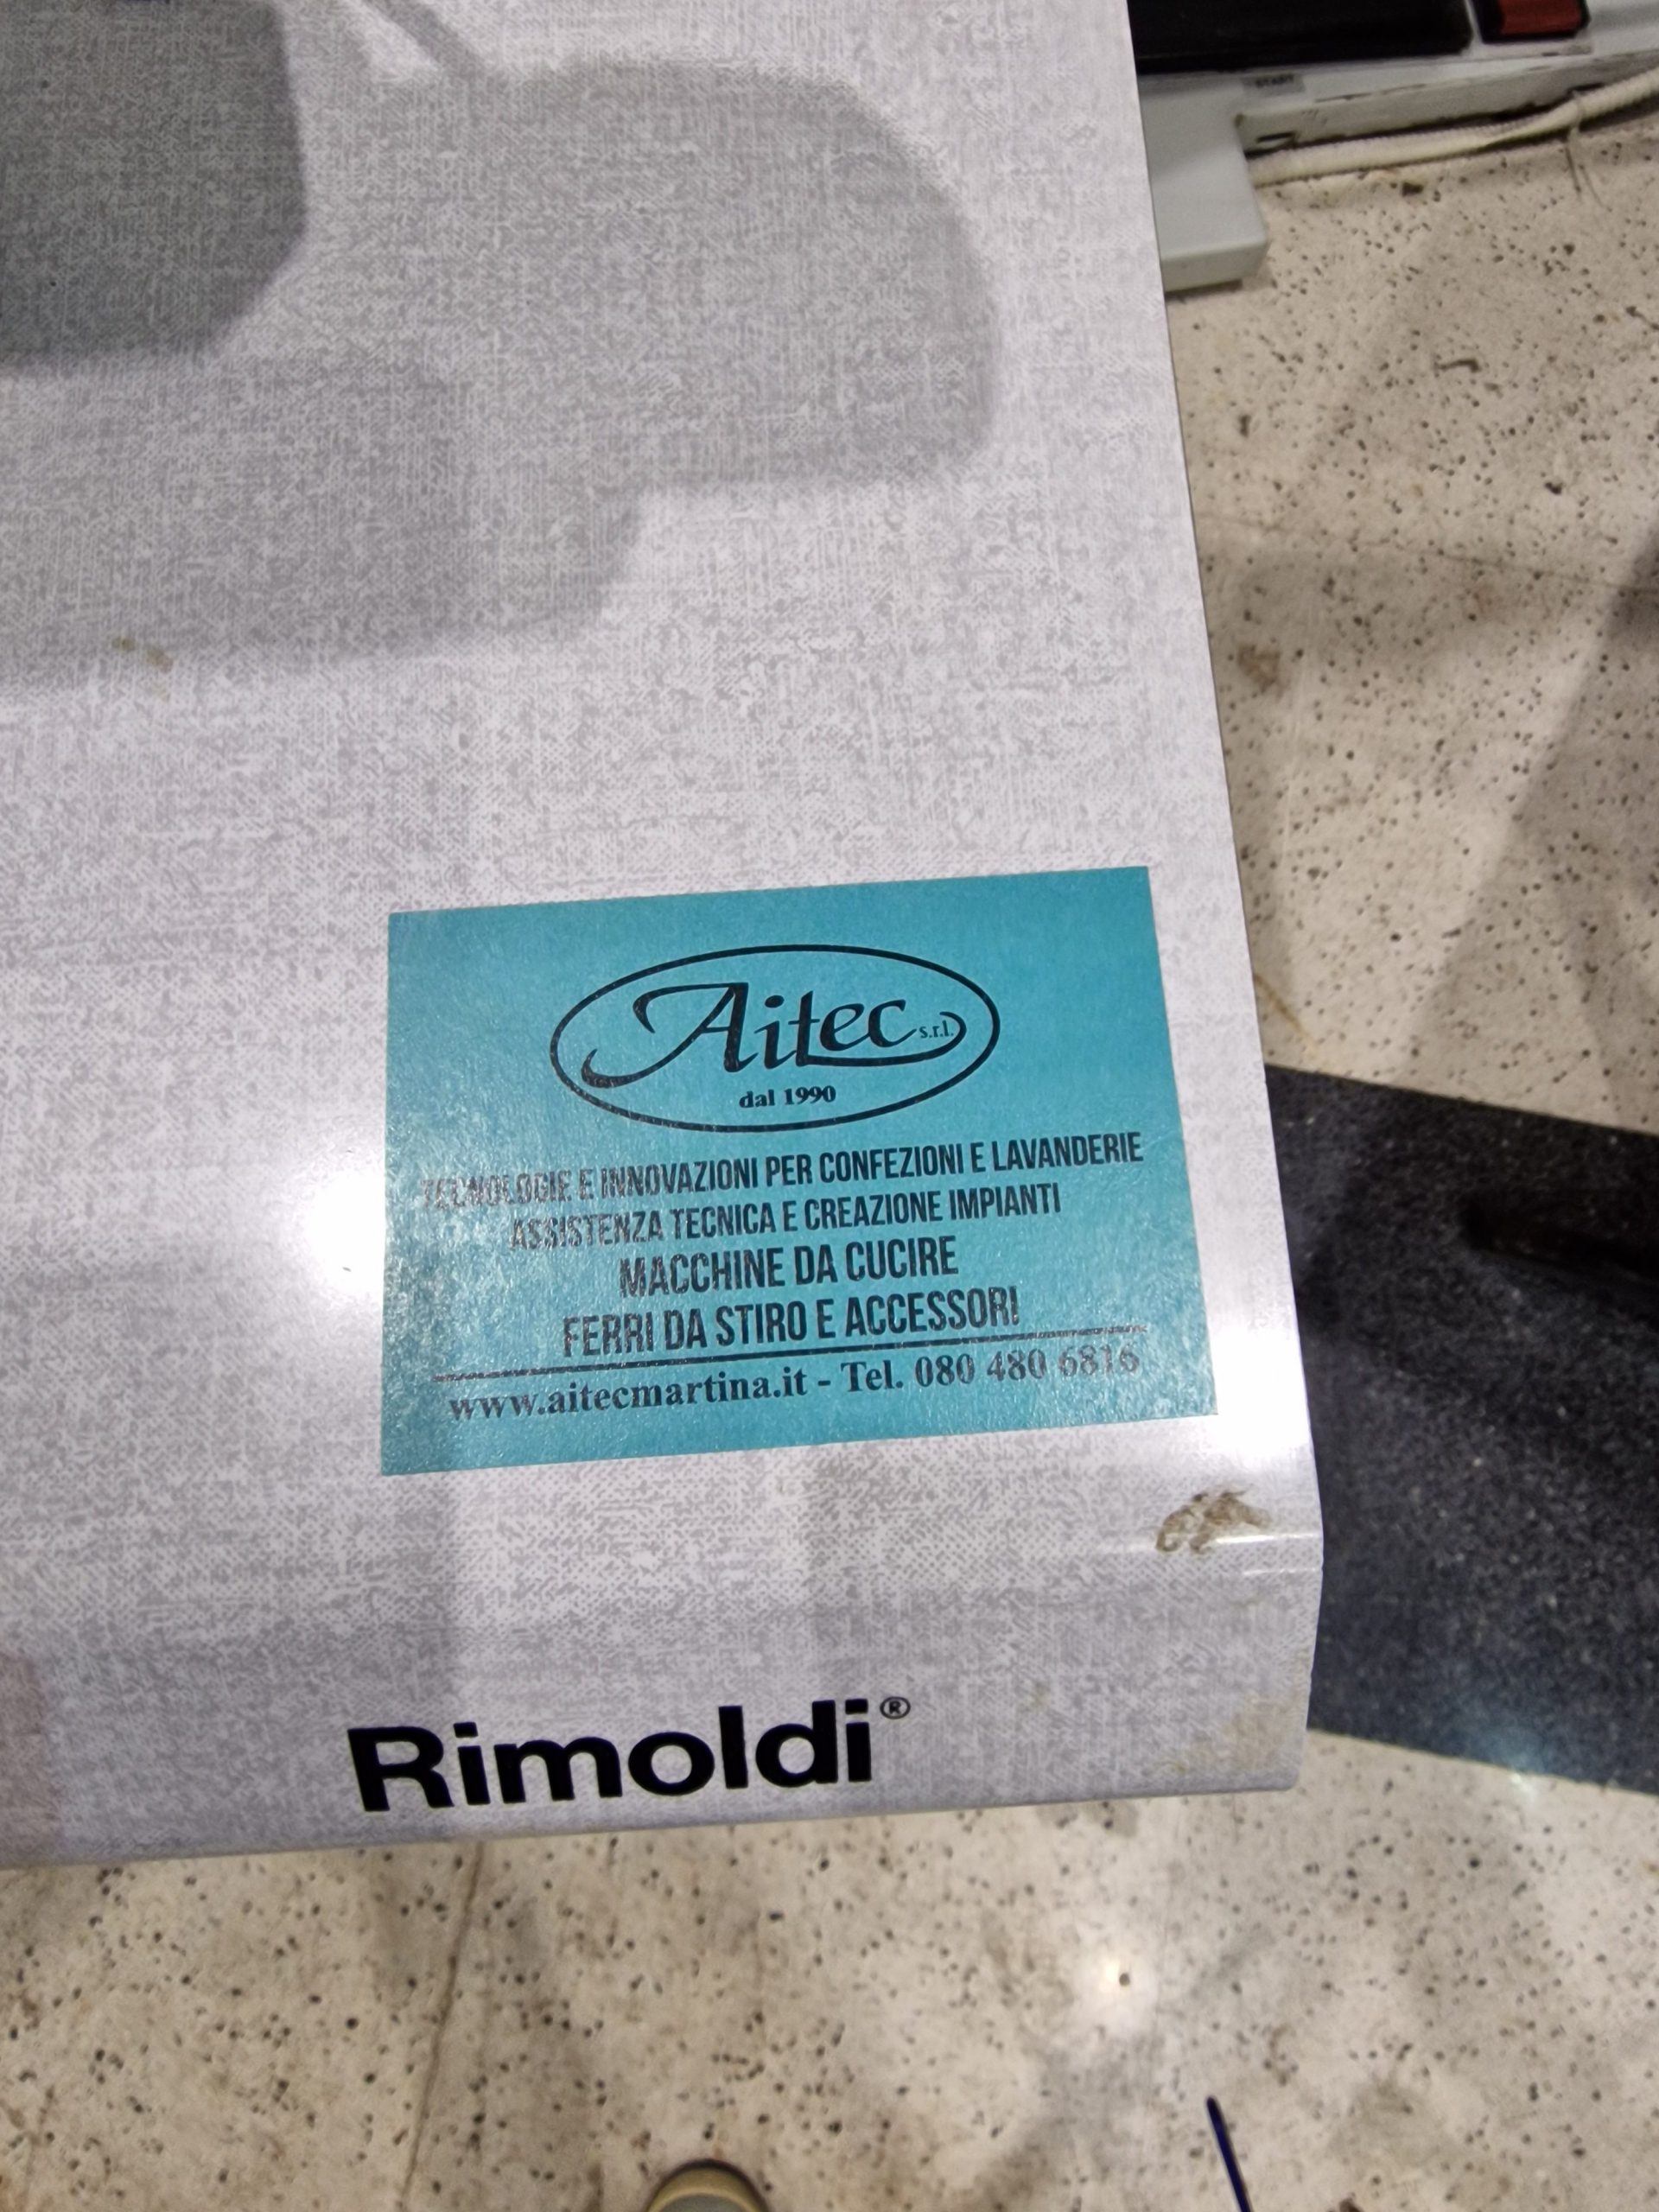 START
Aitec s.r.l.
dal 1990
TECNOLOGIE E INNOVAZIONI PER CONFEZIONI E LAVANDERIE
ASSISTENZA TECNICA E CREAZIONE IMPIANTI
MACCHINE DA CUCIRE
FERRI DA STIRO E ACCESSORI
www.aitecmartina.it - Tel. 080 480 6816
Rimoldi®